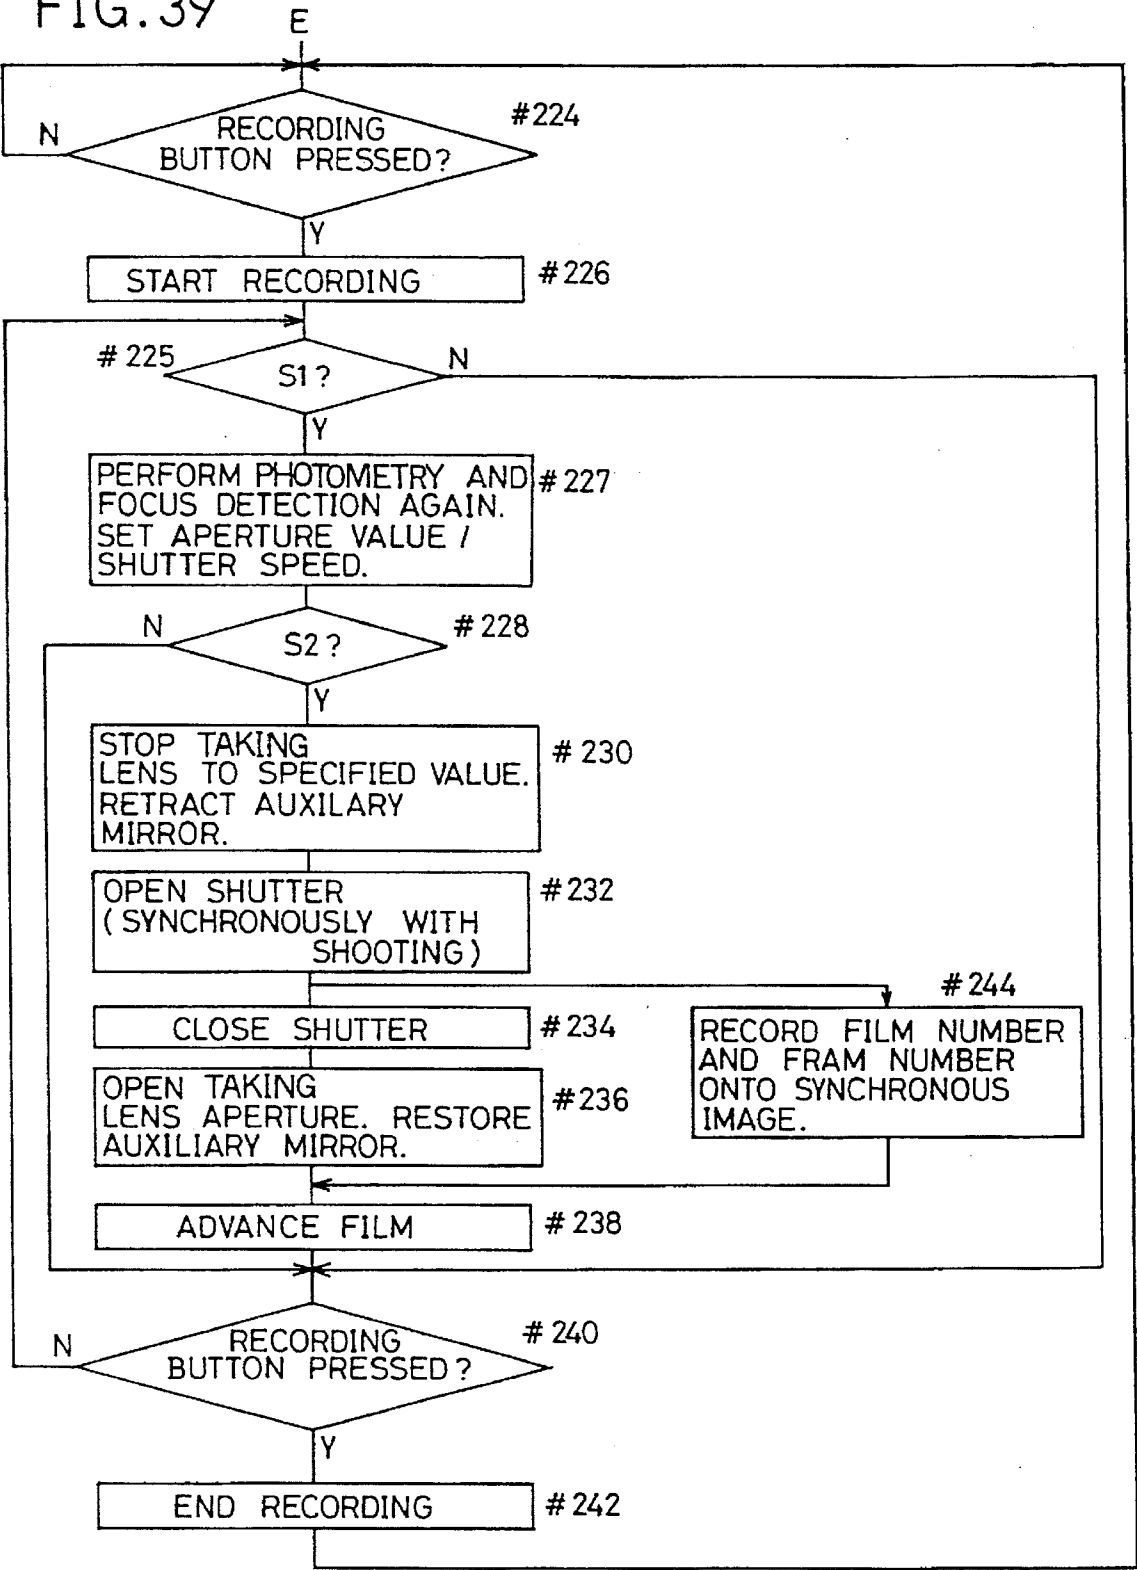 FIG.39
E
#224
N
RECORDING
BUTTON PRESSED?
Y
START RECORDING
#226
#225
S1?
N
Y
PERFORM PHOTOMETRY AND
FOCUS DETECTION AGAIN.
SET APERTURE VALUE /
SHUTTER SPEED.
#227
N
S2?
#228
Y
STOP TAKING
LENS TO SPECIFIED VALUE.
RETRACT AUXILARY
MIRROR.
#230
OPEN SHUTTER
(SYNCHRONOUSLY WITH
SHOOTING)
#232
CLOSE SHUTTER
#234
#244
RECORD FILM NUMBER
AND FRAM NUMBER
ONTO SYNCHRONOUS
IMAGE.
OPEN TAKING
LENS APERTURE. RESTORE
AUXILIARY MIRROR.
#236
ADVANCE FILM
#238
N
RECORDING
BUTTON PRESSED?
#240
Y
END RECORDING
#242